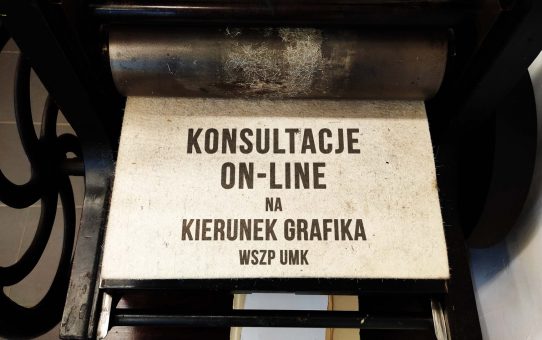 KONSULTACJE
ON-LINE
NA
KIERUNEK GRAFIKA
WSZP UMK